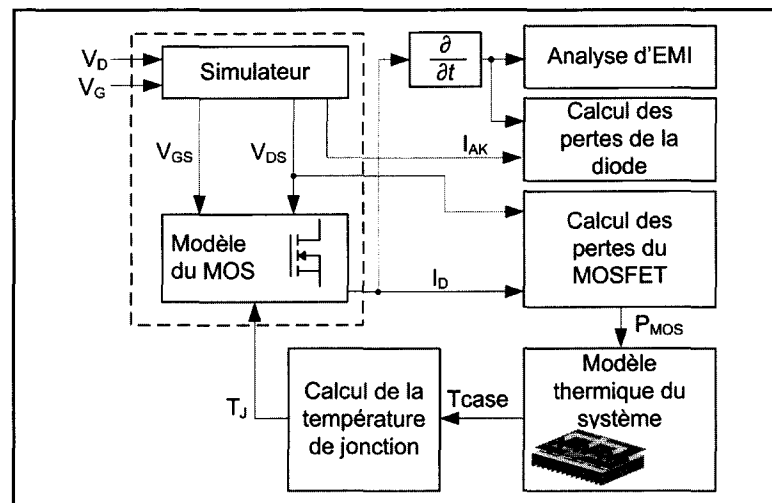 V_D
V_G
Simulateur
∂
∂t
Analyse d'EMI
Calcul des
pertes de la
diode
V_GS
V_DS
I_AK
Modèle
du MOS
I_D
Calcul des
pertes du
MOSFET
P_MOS
T_J
Calcul de la
température
de jonction
Tcase
Modèle
thermique du
système